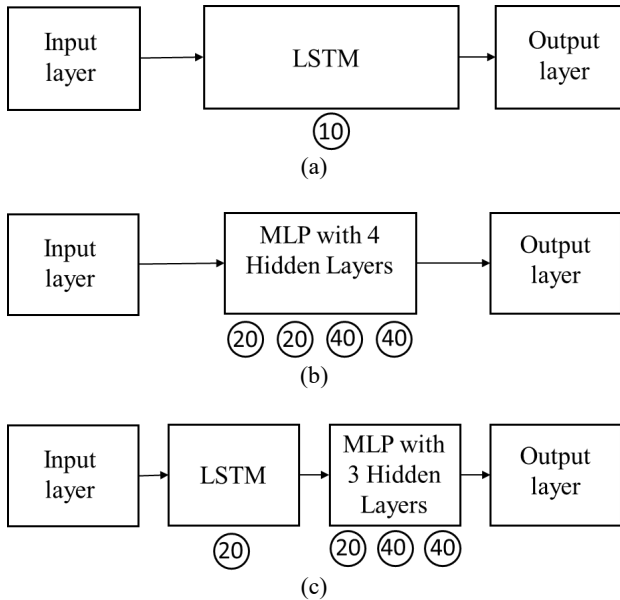 Input
layer
LSTM
Output
layer
10
(a)
Input
layer
MLP with 4
Hidden Layers
Output
layer
20 20 40 40
(b)
Input
layer
LSTM
MLP with
3 Hidden
Layers
Output
layer
20
20 40 40
(c)